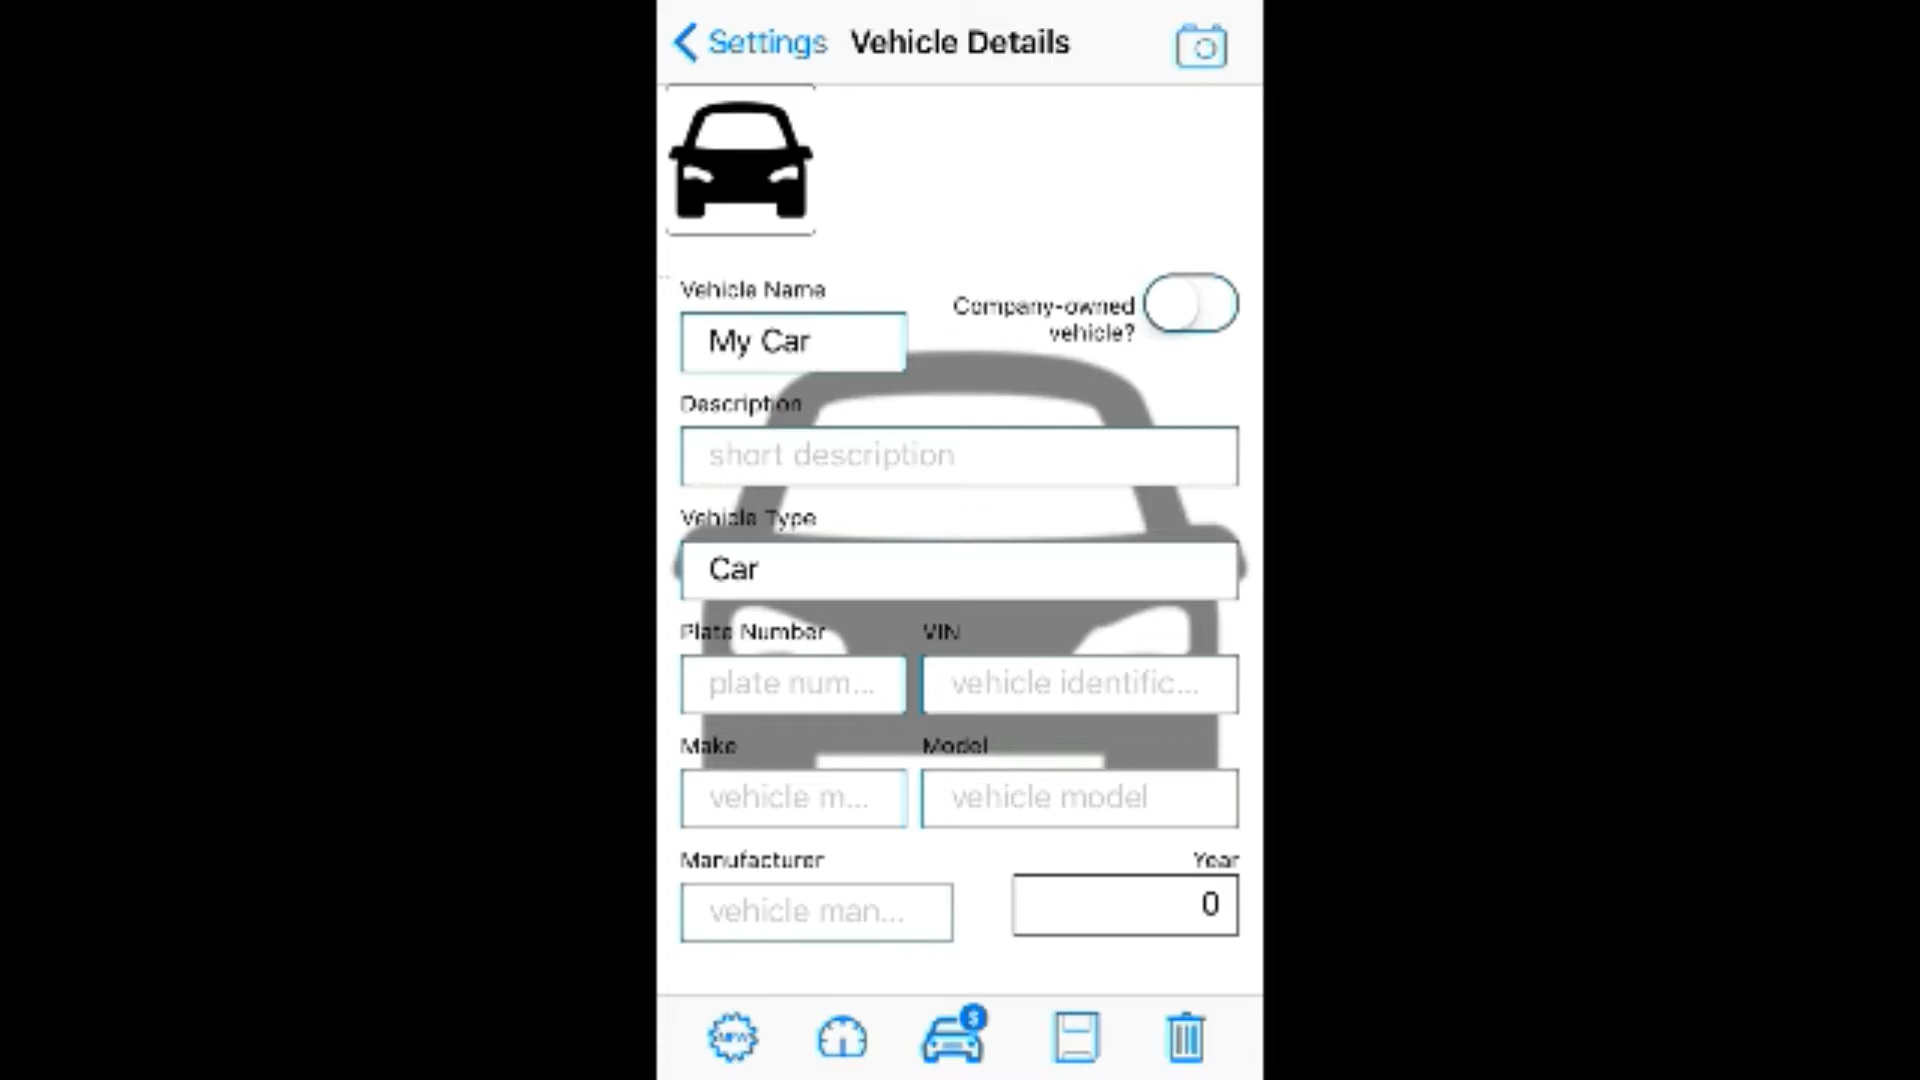 Settings Vehicle Details
Vehicle Name
Company-owned
vehicle?
My Car
Description
short description
Vehicle Type
Car
Plate Number VIN
plate num... vehicle identific...
Make Model
vehicle m... vehicle model
Manufacturer Year
vehicle man... 0
NEW $